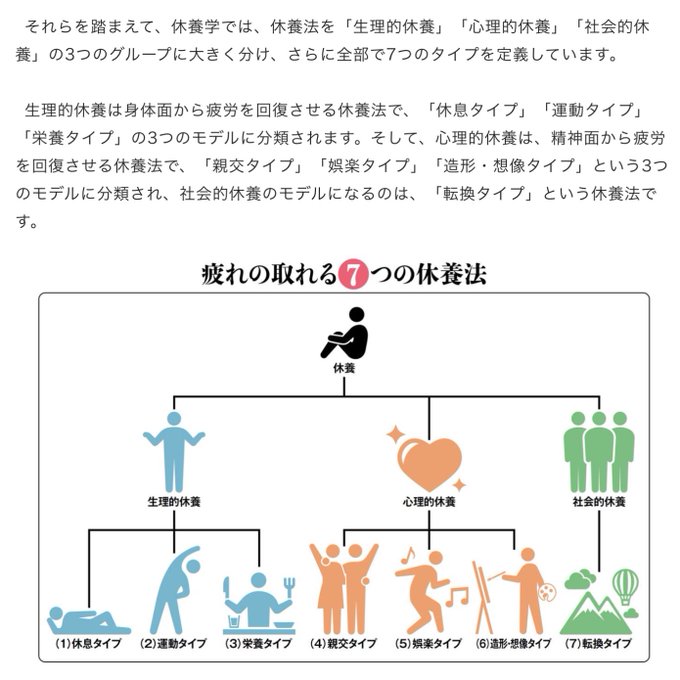 それらを踏まえて、休養学では、休養法を「生理的休養」「心理的休養」「社会的休
養」の3つのグループに大きく分け、さらに全部で7つのタイプを定義しています。
生理的休養は身体面から疲労を回復させる休養法で、「休息タイプ」「運動タイプ」
「栄養タイプ」の3つのモデルに分類されます。そして、心理的休養は、精神面から疲労
を回復させる休養法で、「親交タイプ」「娯楽タイプ」「造形・想像タイプ」という3つ
のモデルに分類され、社会的休養のモデルになるのは、「転換タイプ」という休養法で
す。
疲れの取れる7つの休養法
休養
生理的休養
心理的休養
社会的休養
(1)休息タイプ
(2)運動タイプ
(3)栄養タイプ
(4)親交タイプ
(5)娯楽タイプ
(6)造形・想像タイプ
(7)転換タイプ